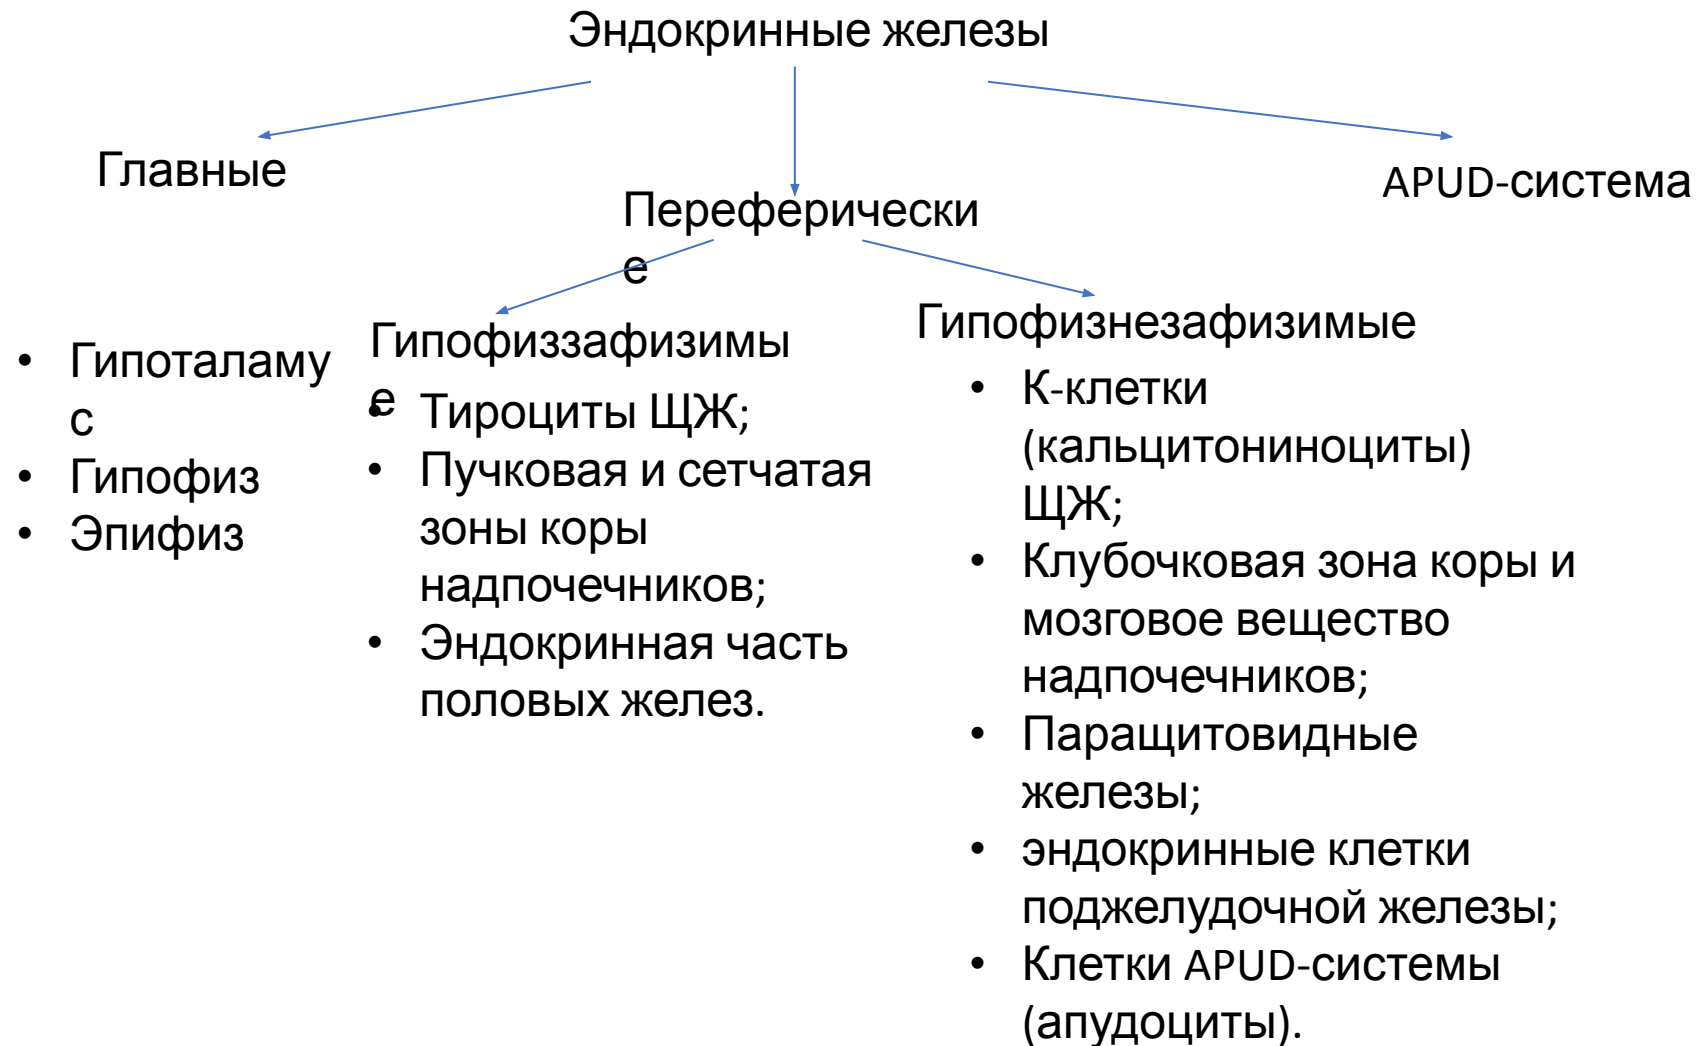 Эндокринные железы
Главные
APUD-система
Переферически
е
Гипоталаму
с
Гипофиз
Эпифиз
Гипофиззафизимы
е
Тироциты ЩЖ;
Пучковая и сетчатая
зоны коры
надпочечников;
Эндокринная часть
половых желез.
Гипофизнезафизимые
К-клетки
(кальцитониноциты)
ЩЖ;
Клубочковая зона коры и
мозговое вещество
надпочечников;
Паращитовидные
железы;
эндокринные клетки
поджелудочной железы;
Клетки APUD-системы
(апудоциты).